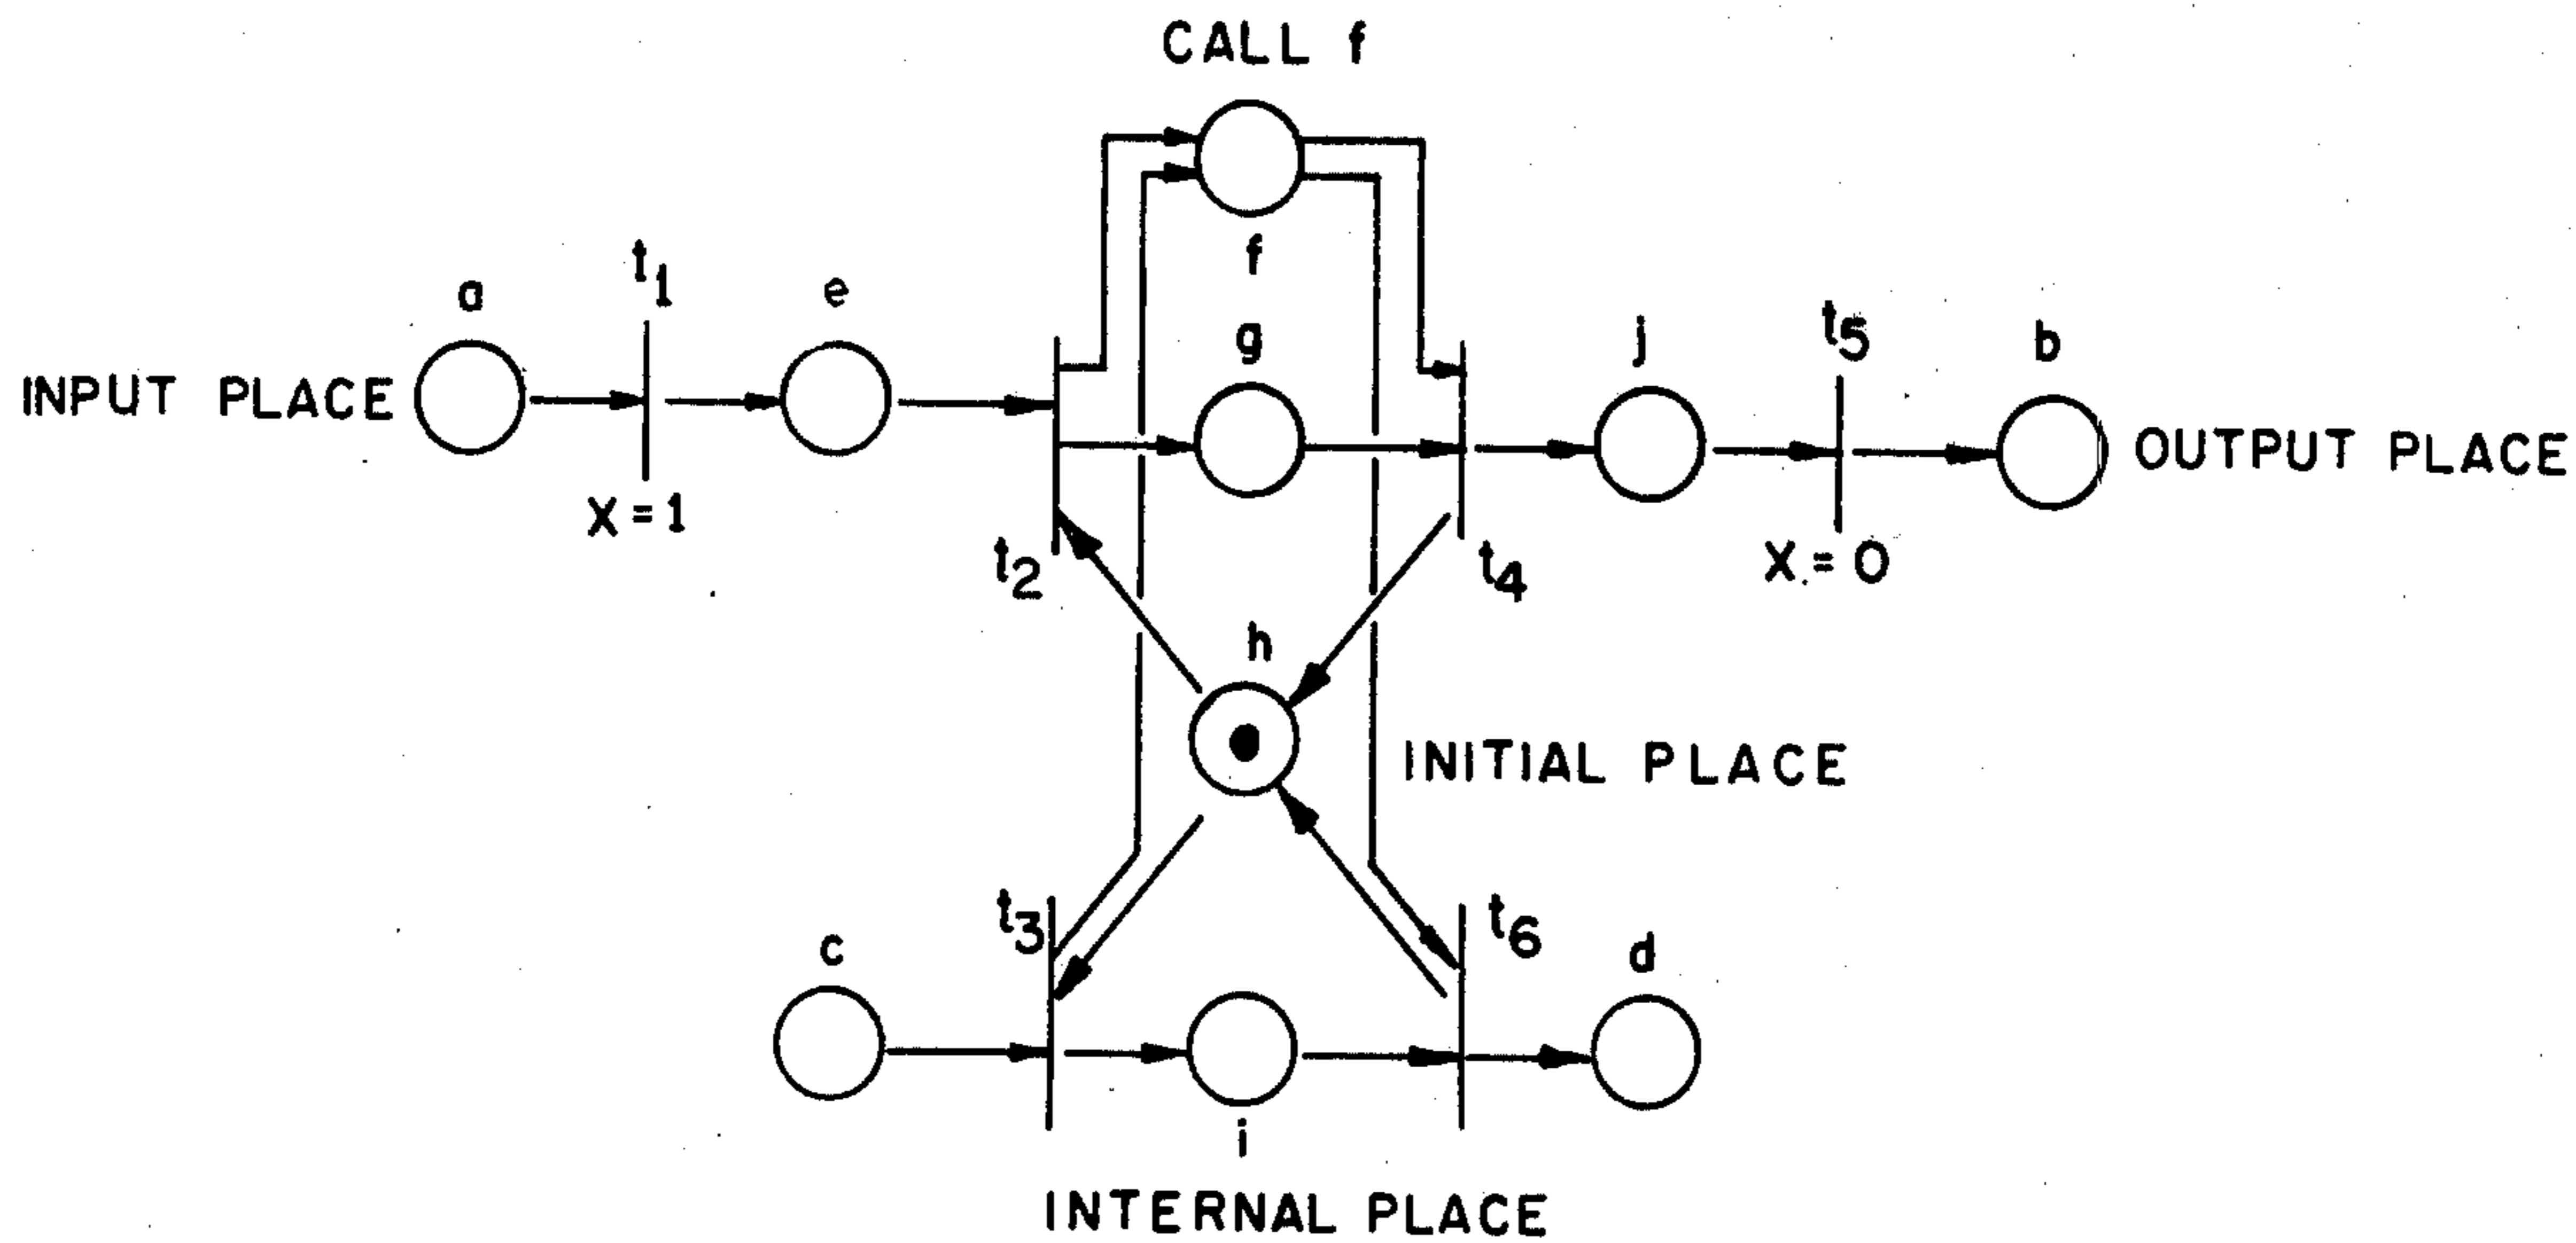 CALL f
f
t1
a
e
g
j
t5
b
INPUT PLACE
OUTPUT PLACE
X=1
t2
t4
X=0
h
INITIAL PLACE
t3
t6
c
d
i
INTERNAL PLACE